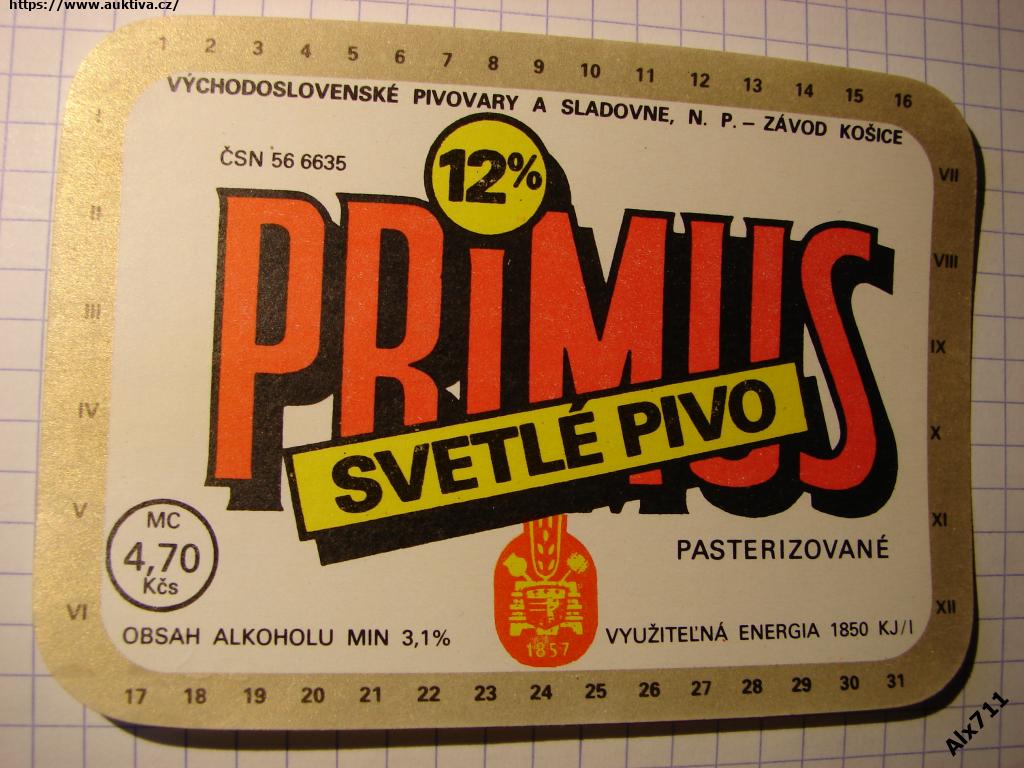 https://www.auktiva.cz/
1 2 3 4 5 6 7 8 9 10 11 12 13 14 15 16
VÝCHODOSLOVENSKÉ PIVOVARY A SLADOVNE, N. P. – ZÁVOD KOŠICE
ČSN 56 6635
12%
PRiMUS
SVETLÉ PIVO
I
II
III
IV
V
VI
VII
VIII
IX
X
XI
XII
MC
4,70
Kčs
PASTERIZOVANÉ
OBSAH ALKOHOLU MIN 3,1%
1857
VYUŽITEĽNÁ ENERGIA 1850 KJ/l
17 18 19 20 21 22 23 24 25 26 27 28 29 30 31
Alx711